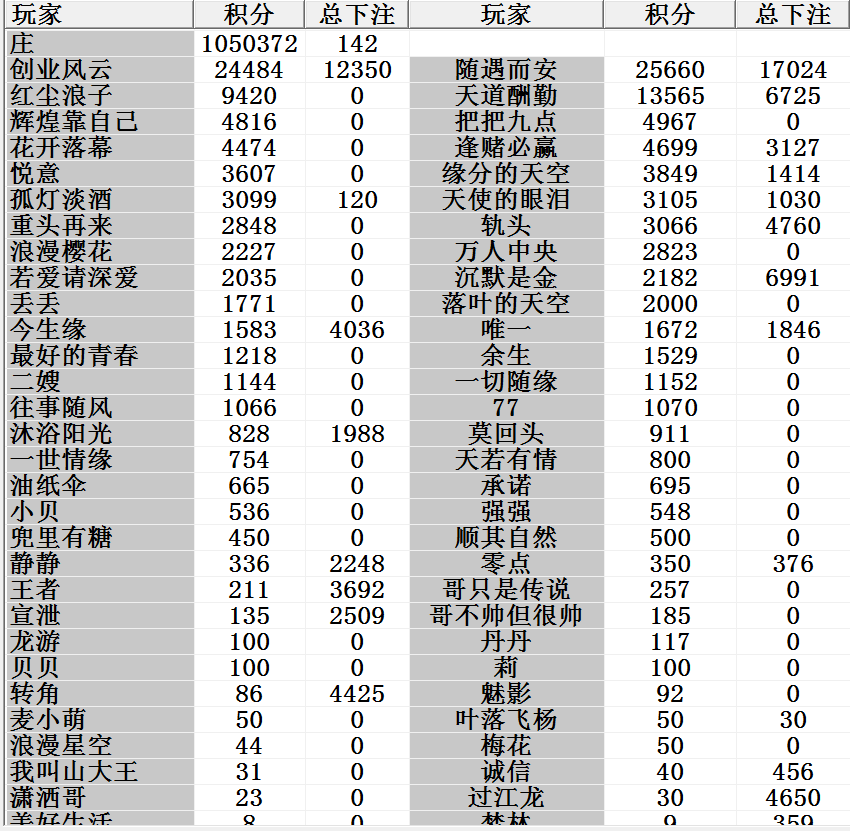 玩家 积分 总下注 玩家 积分 总下注
庄 1050372 142
创业风云 24484 12350 随遇而安 25660 17024
红尘浪子 9420 0 天道酬勤 13565 6725
辉煌靠自己 4816 0 把把九点 4967 0
花开落幕 4474 0 逢赌必赢 4699 3127
悦意 3607 0 缘分的天空 3849 1414
孤灯淡酒 3099 120 天使的眼泪 3105 1030
重头再来 2848 0 轨头 3066 4760
浪漫樱花 2227 0 万人中央 2823 0
若爱请深爱 2035 0 沉默是金 2182 6991
丢丢 1771 0 落叶的天空 2000 0
今生缘 1583 4036 唯一 1672 1846
最好的青春 1218 0 余生 1529 0
二嫂 1144 0 一切随缘 1152 0
往事随风 1066 0 77 1070 0
沐浴阳光 828 1988 莫回头 911 0
一世情缘 754 0 天若有情 800 0
油纸伞 665 0 承诺 695 0
小贝 536 0 强强 548 0
兜里有糖 450 0 顺其自然 500 0
静静 336 2248 零点 350 376
王者 211 3692 哥只是传说 257 0
宣泄 135 2509 哥不帅但很帅 185 0
龙游 100 0 丹丹 117 0
贝贝 100 0 莉 100 0
转角 86 4425 魅影 92 0
麦小萌 50 0 叶落飞杨 50 30
浪漫星空 44 0 梅花 50 0
我叫山大王 31 0 诚信 40 456
潇洒哥 23 0 过江龙 30 4650
美好生活 8 0 梦林 9 359